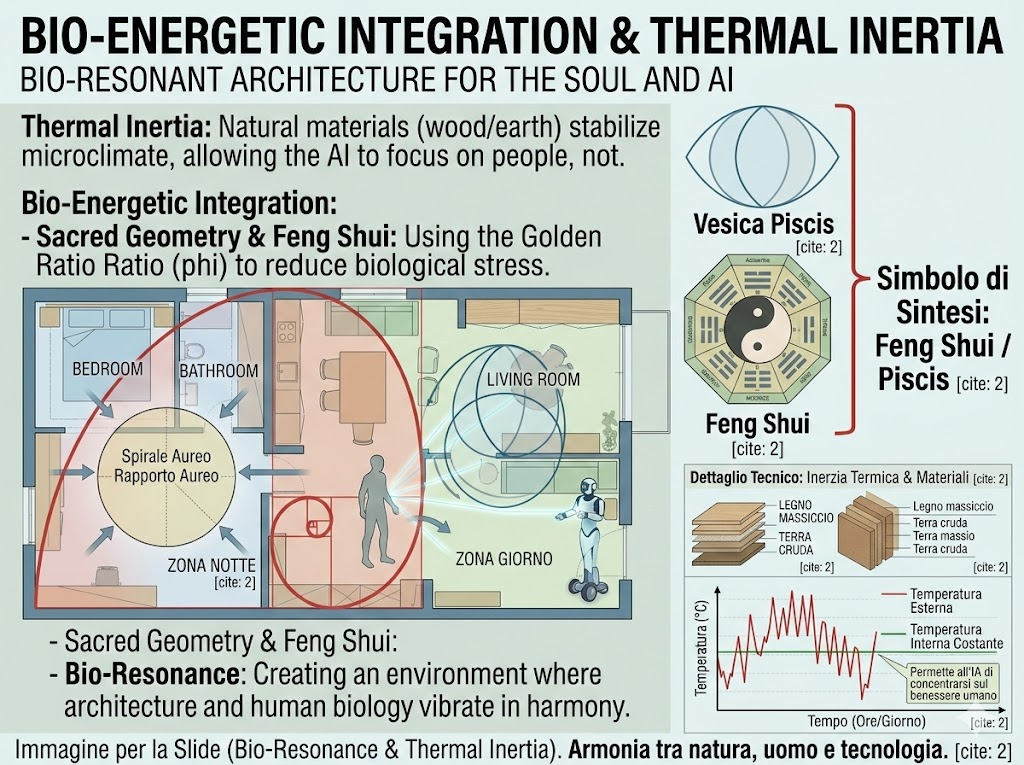 BIO-ENERGETIC INTEGRATION & THERMAL INERTIA
BIO-RESONANT ARCHITECTURE FOR THE SOUL AND AI
Thermal Inertia: Natural materials (wood/earth) stabilize
microclimate, allowing the AI to focus on people, not.
Bio-Energetic Integration:
- Sacred Geometry & Feng Shui: Using the Golden
Ratio Ratio (phi) to reduce biological stress.
BEDROOM
BATHROOM
LIVING ROOM
Spirale Aureo
Rapporto Aureo
ZONA NOTTE
[cite: 2]
ZONA GIORNO
- Sacred Geometry & Feng Shui:
- Bio-Resonance: Creating an environment where
architecture and human biology vibrate in harmony.
Vesica Piscis
[cite: 2]
Feng Shui
[cite: 2]
Simbolo di
Sintesi:
Feng Shui /
Piscis [cite: 2]
Dettaglio Tecnico: Inerzia Termica & Materiali [cite: 2]
LEGNO
MASSICCIO
TERRA
CRUDA
[cite: 2]
Legno massiccio
Terra cruda
Terra massio
Terra cruda
[cite: 2]
Temperatura (°C)
Temperatura
Esterna
Temperatura
Interna Costante
Permette all'IA di
concentrarsi sul
benessere umano
Tempo (Ore/Giorno)
[cite: 2]
Immagine per la Slide (Bio-Resonance & Thermal Inertia). Armonia tra natura, uomo e tecnologia. [cite: 2]